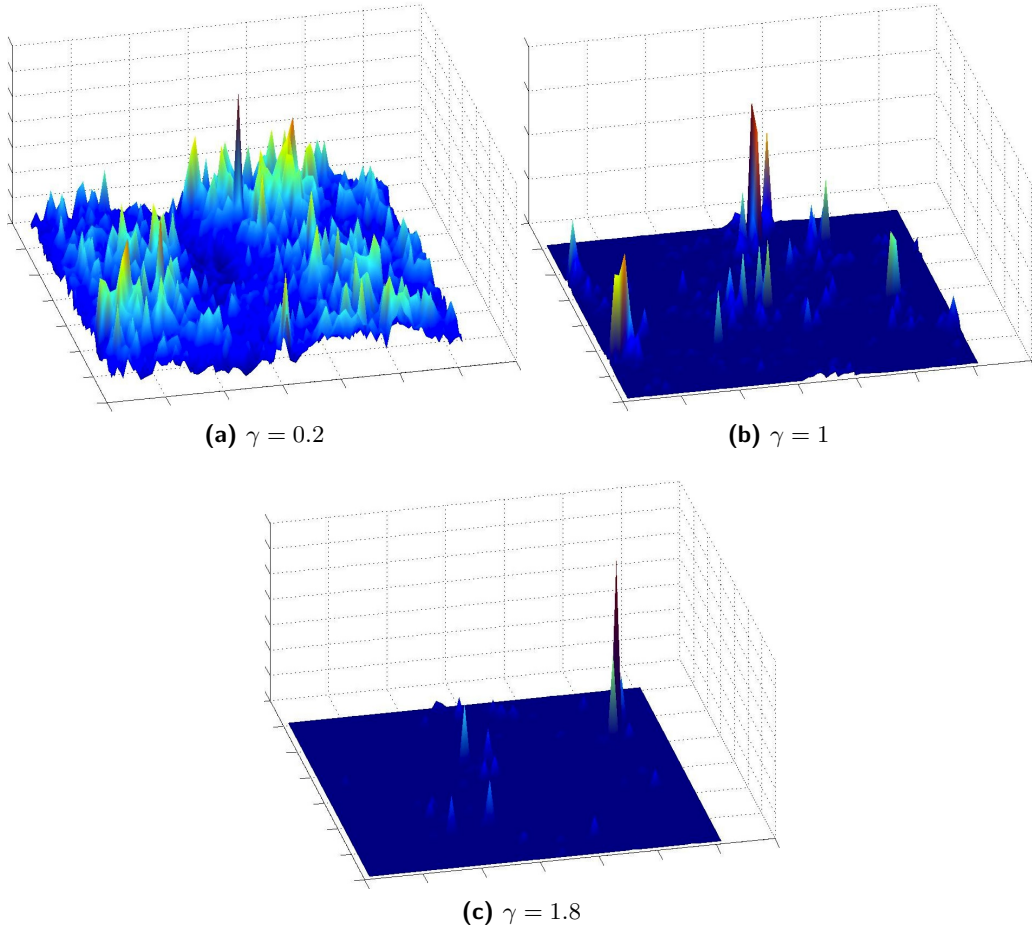 (a) γ = 0.2
(b) γ = 1
(c) γ = 1.8